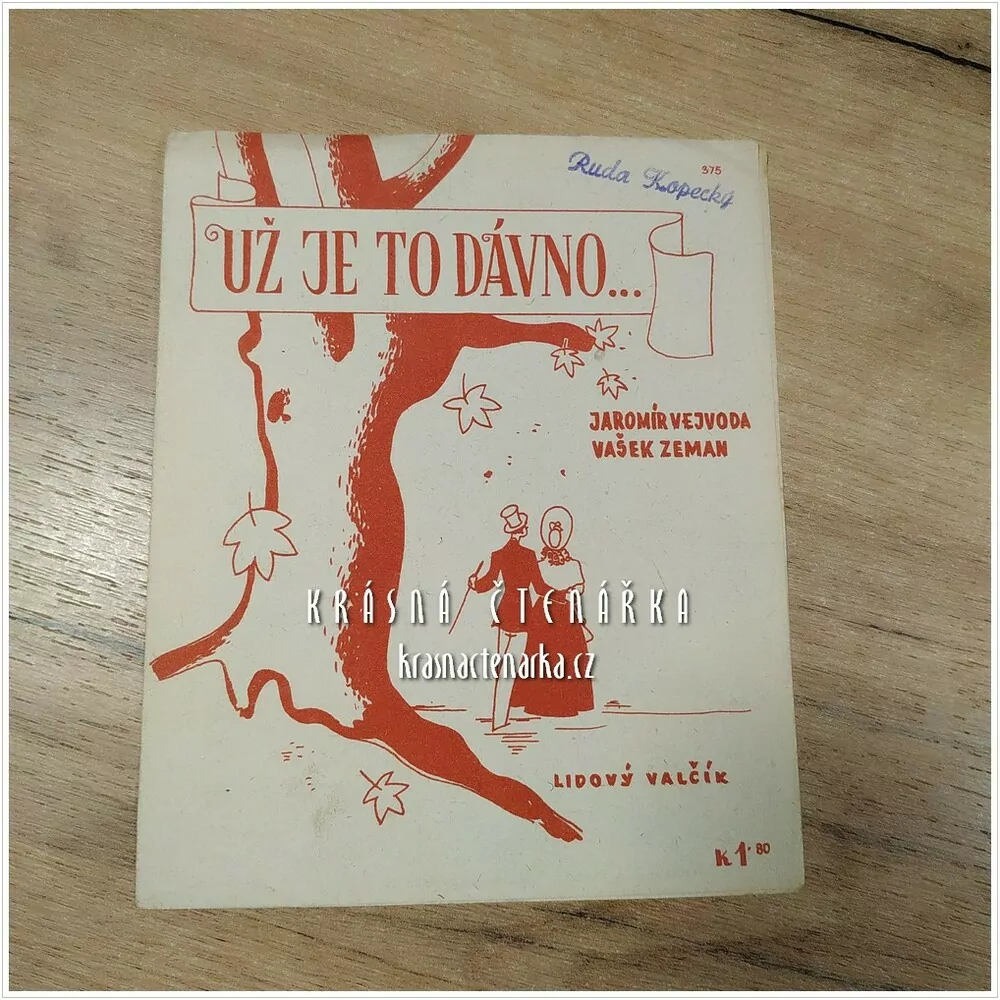 375
Ruda Kopecký
UŽ JE TO DÁVNO...
JAROMÍR VEJVODA
VAŠEK ZEMAN
KRÁSNÁ ČTENÁŘKA
krasnactenarka.cz
LIDOVÝ VALČÍK
K 1·80